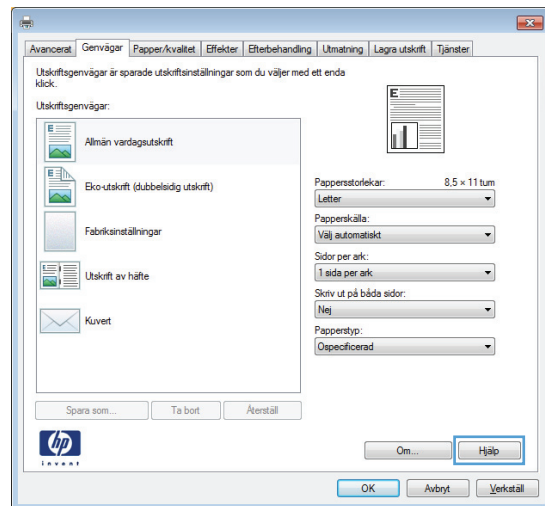 Avancerat Genvägar Papper/kvalitet Effekter Efterbehandling Utmatning Lagra utskrift Tjänster
Utskriftsgenvägar är sparade utskriftsinställningar som du väljer med ett enda
klick.
Utskriftsgenvägar:
E
Allmän vardagsutskrift
E
Eko-utskrift (dubbelsidig utskrift)
Fabriksinställningar
E
Utskrift av häfte
Kuvert
Spara som... Ta bort Återställ
E
Pappersstorlekar: 8,5 × 11 tum
Letter
Papperskälla:
Välj automatiskt
Sidor per ark:
1 sida per ark
Skriv ut på båda sidor:
Nej
Papperstyp:
Ospecificerad
hp
invent
Om... Hjälp
OK Avbryt Verkställ